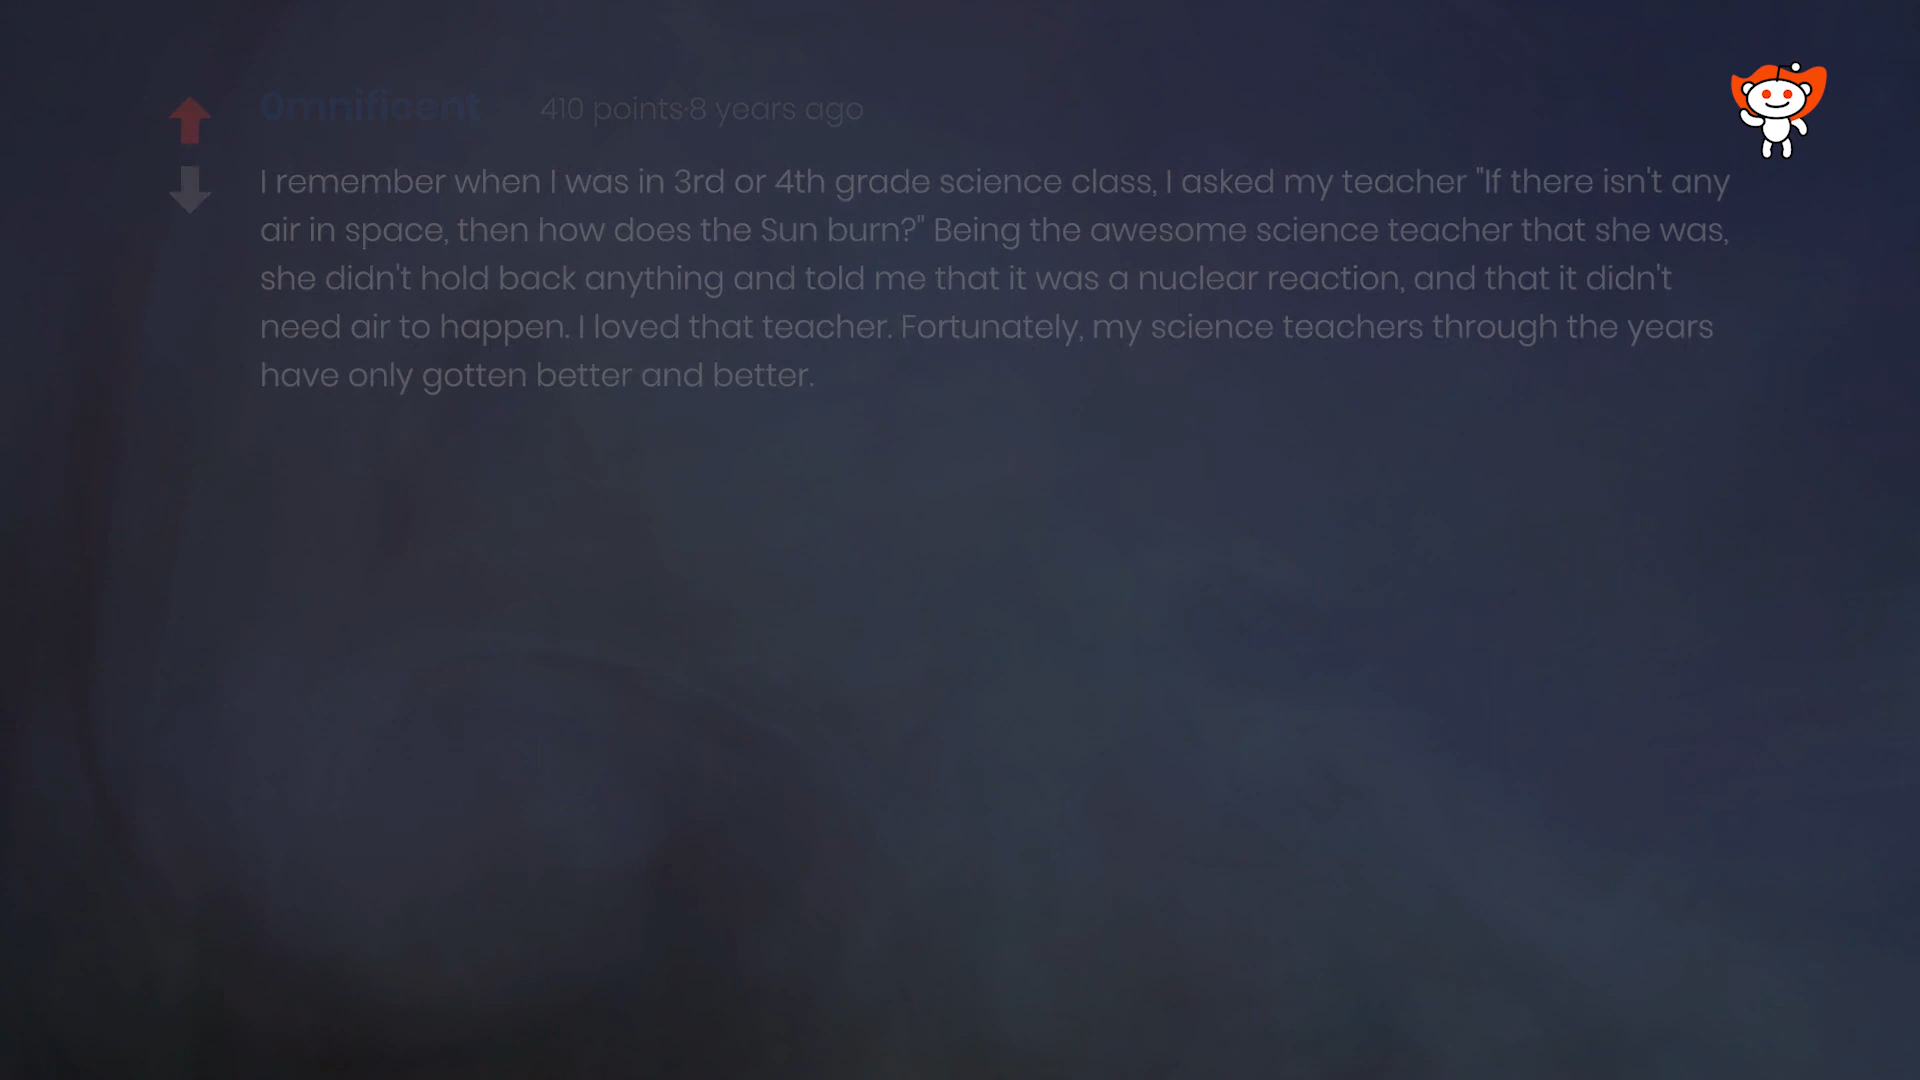 0mnificent 410 points·8 years ago
I remember when I was in 3rd or 4th grade science class, I asked my teacher "If there isn't any
air in space, then how does the Sun burn?" Being the awesome science teacher that she was,
she didn't hold back anything and told me that it was a nuclear reaction, and that it didn't
need air to happen. I loved that teacher. Fortunately, my science teachers through the years
have only gotten better and better.